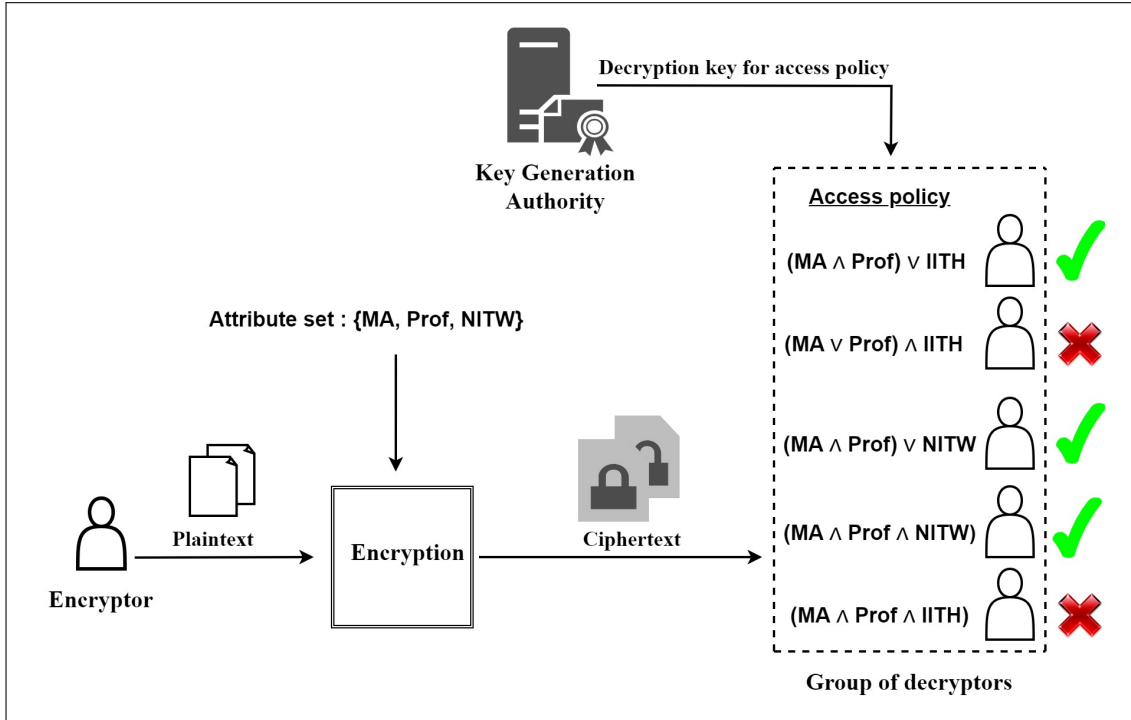 Decryption key for access policy
Key Generation
Authority
Access policy
(MA ∧ Prof) ∨ IITH
Attribute set : {MA, Prof, NITW}
(MA ∨ Prof) ∧ IITH
(MA ∧ Prof) ∨ NITW
Plaintext
Encryption
Ciphertext
(MA ∧ Prof ∧ NITW)
Encryptor
(MA ∧ Prof ∧ IITH)
Group of decryptors